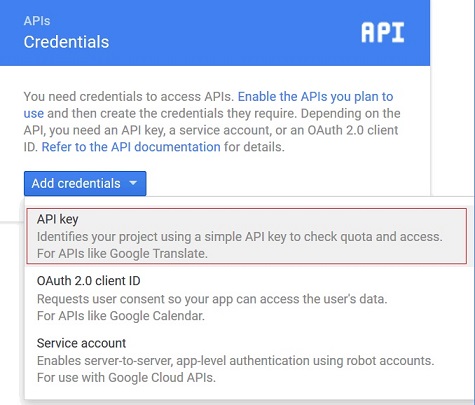 APIs
Credentials
API
You need credentials to access APIs. Enable the APIs you plan to
use and then create the credentials they require. Depending on the
API, you need an API key, a service account, or an OAuth 2.0 client
ID. Refer to the API documentation for details.
Add credentials
API key
Identifies your project using a simple API key to check quota and access.
For APIs like Google Translate.
OAuth 2.0 client ID
Requests user consent so your app can access the user's data.
For APIs like Google Calendar.
Service account
Enables server-to-server, app-level authentication using robot accounts.
For use with Google Cloud APIs.